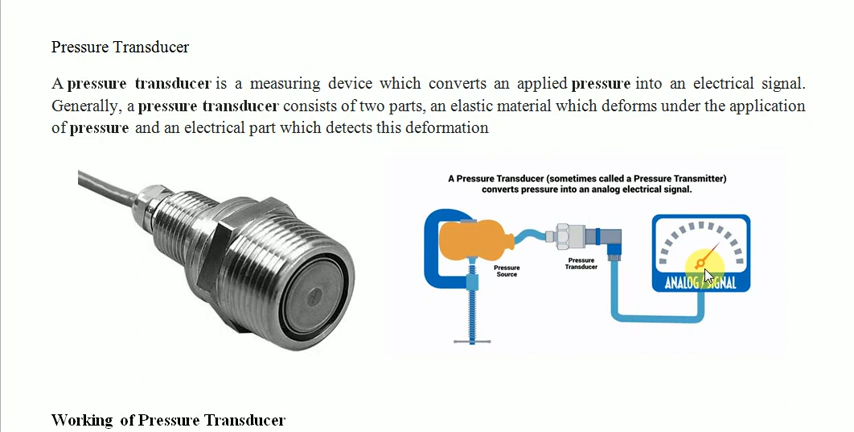 Pressure Transducer
A pressure transducer is a measuring device which converts an applied pressure into an electrical signal.
Generally, a pressure transducer consists of two parts, an elastic material which deforms under the application
of pressure and an electrical part which detects this deformation
A Pressure Transducer (sometimes called a Pressure Transmitter)
converts pressure into an analog electrical signal.
Pressure
Source
Pressure
Transducer
ANALOG SIGNAL
Working of Pressure Transducer